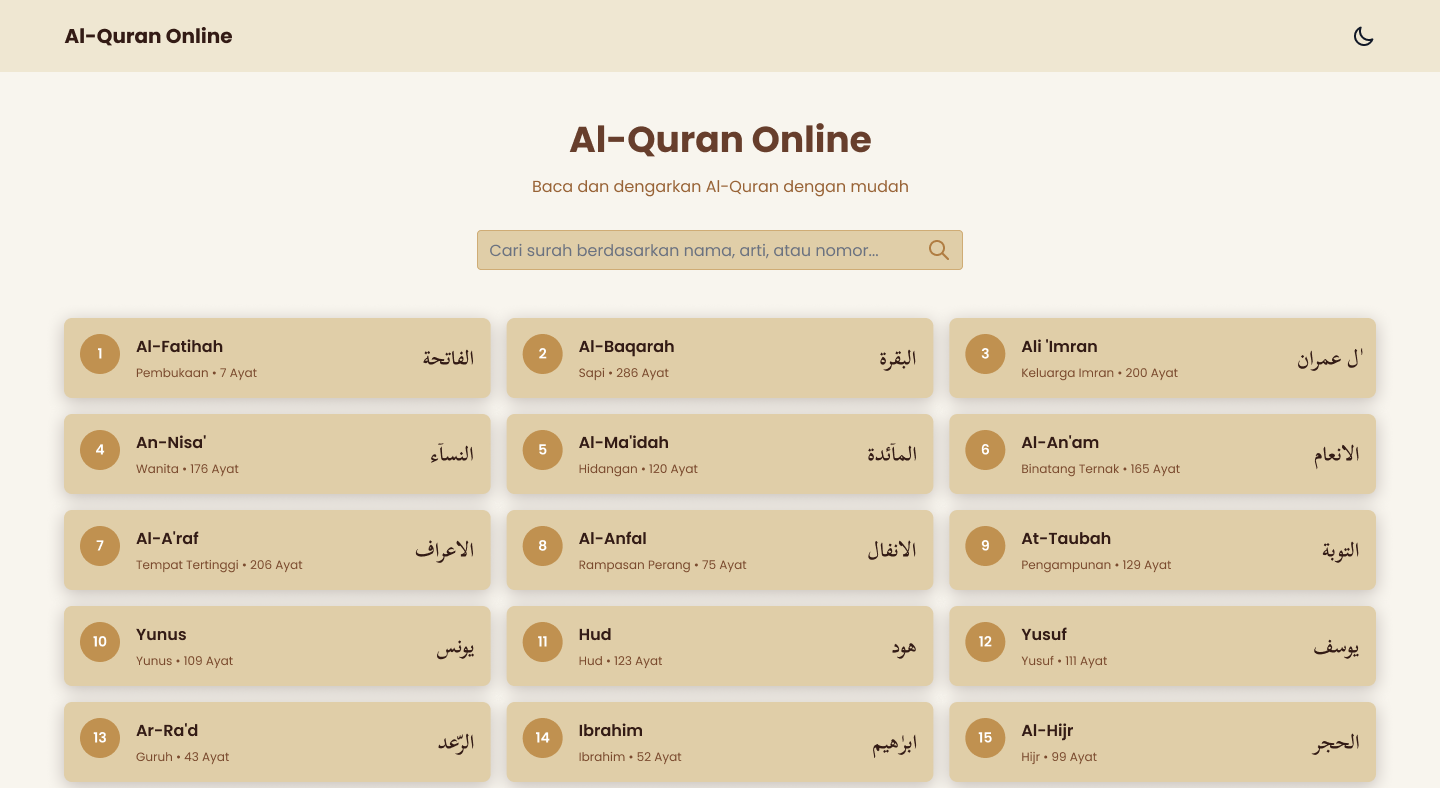 Al-Quran Online
Al-Quran Online
Baca dan dengarkan Al-Quran dengan mudah
Cari surah berdasarkan nama, arti, atau nomor...
1
Al-Fatihah
Pembukaan • 7 Ayat
الفاتحة
2
Al-Baqarah
Sapi • 286 Ayat
البقرة
3
Ali 'Imran
Keluarga Imran • 200 Ayat
اٰل عمران
4
An-Nisa'
Wanita • 176 Ayat
النساۤء
5
Al-Ma'idah
Hidangan • 120 Ayat
الماۤئدة
6
Al-An'am
Binatang Ternak • 165 Ayat
الانعام
7
Al-A'raf
Tempat Tertinggi • 206 Ayat
الاعراف
8
Al-Anfal
Rampasan Perang • 75 Ayat
الانفال
9
At-Taubah
Pengampunan • 129 Ayat
التوبة
10
Yunus
Yunus • 109 Ayat
يونس
11
Hud
Hud • 123 Ayat
هود
12
Yusuf
Yusuf • 111 Ayat
يوسف
13
Ar-Ra'd
Guruh • 43 Ayat
الرّعد
14
Ibrahim
Ibrahim • 52 Ayat
ابرٰهيم
15
Al-Hijr
Hijr • 99 Ayat
الحجر